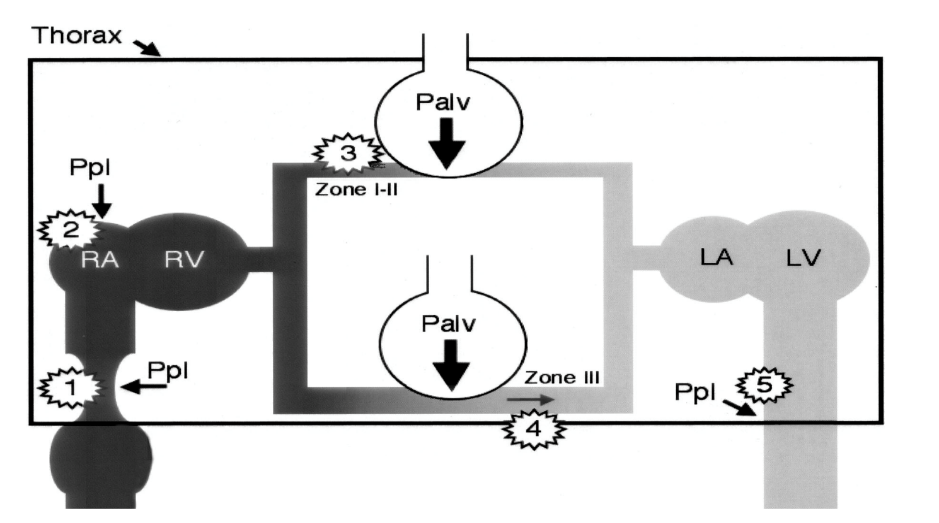 Thorax
Palv
3
Ppl
Zone I-II
2
RA
RV
LA
LV
Palv
Ppl
1
Zone III
Ppl
5
4